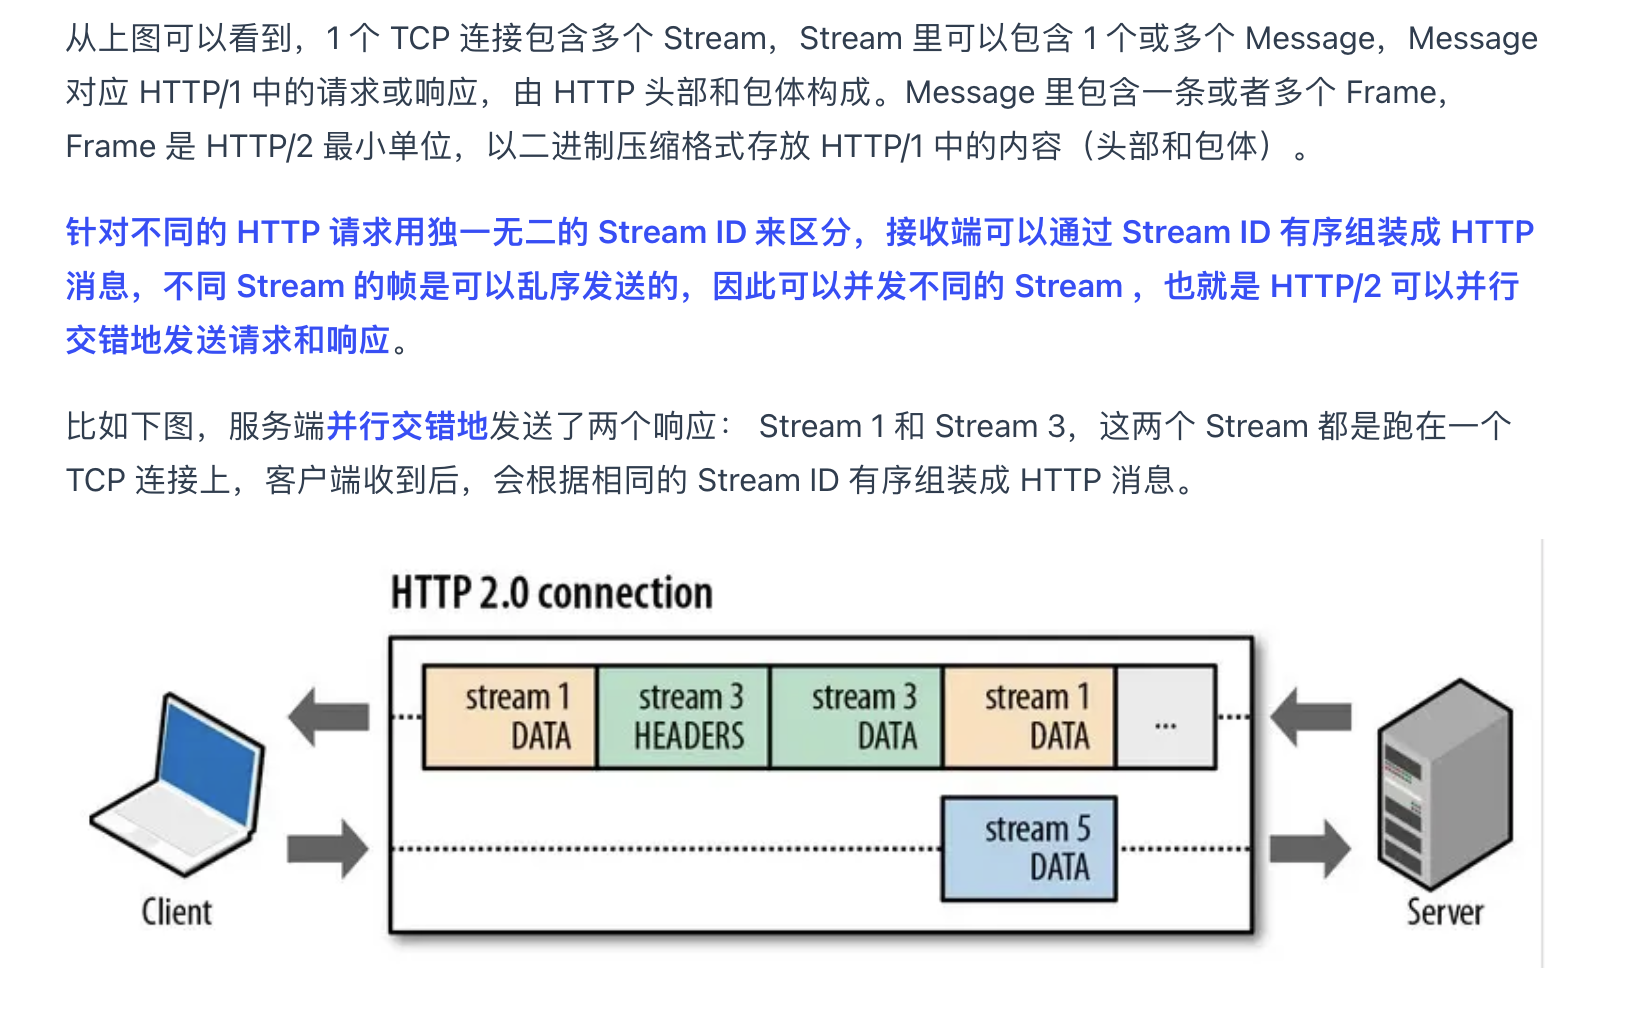 从上图可以看到，1 个 TCP 连接包含多个 Stream，Stream 里可以包含 1 个或多个 Message，Message
对应 HTTP/1 中的请求或响应，由 HTTP 头部和包体构成。Message 里包含一条或者多个 Frame，
Frame 是 HTTP/2 最小单位，以二进制压缩格式存放 HTTP/1 中的内容（头部和包体）。
针对不同的 HTTP 请求用独一无二的 Stream ID 来区分，接收端可以通过 Stream ID 有序组装成 HTTP
消息，不同 Stream 的帧是可以乱序发送的，因此可以并发不同的 Stream ，也就是 HTTP/2 可以并行
交错地发送请求和响应。
比如下图，服务端并行交错地发送了两个响应： Stream 1 和 Stream 3，这两个 Stream 都是跑在一个
TCP 连接上，客户端收到后，会根据相同的 Stream ID 有序组装成 HTTP 消息。
HTTP 2.0 connection
stream 1
DATA
stream 3
HEADERS
stream 3
DATA
stream 1
DATA
...
stream 5
DATA
Client
Server